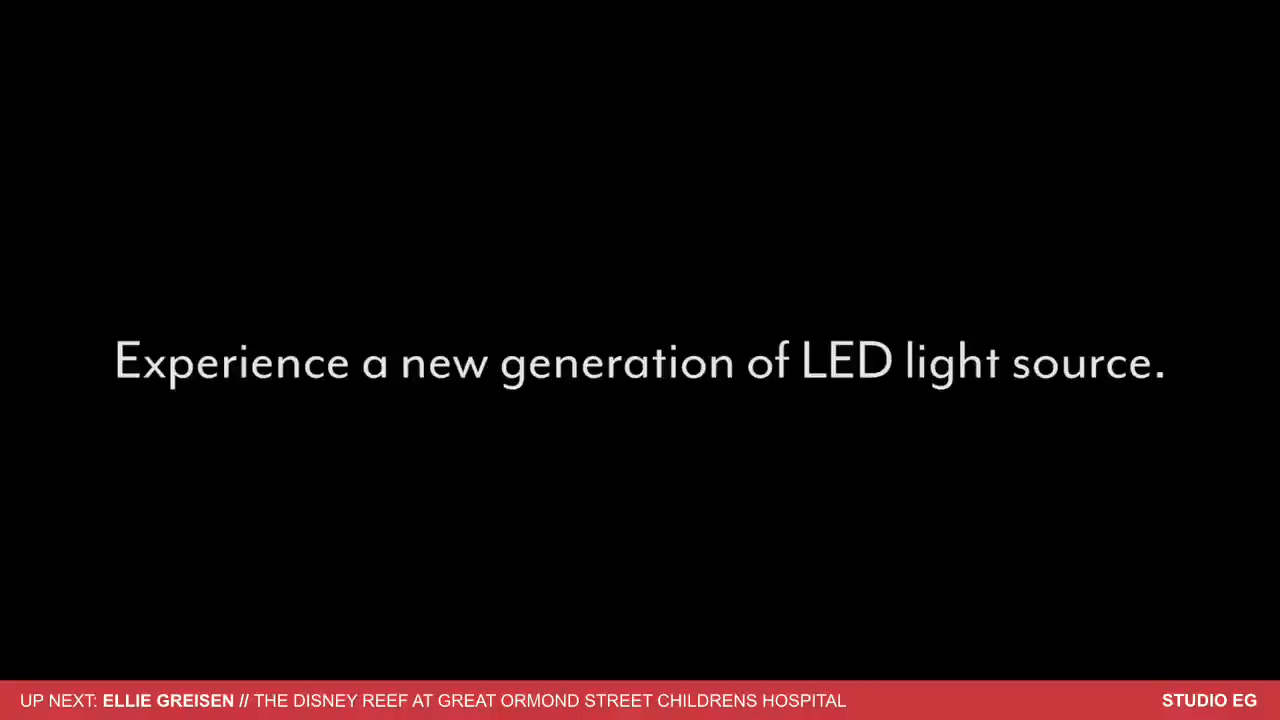 Experience a new generation of LED light source.
UP NEXT: ELLIE GREISEN // THE DISNEY REEF AT GREAT ORMOND STREET CHILDRENS HOSPITAL
STUDIO EG